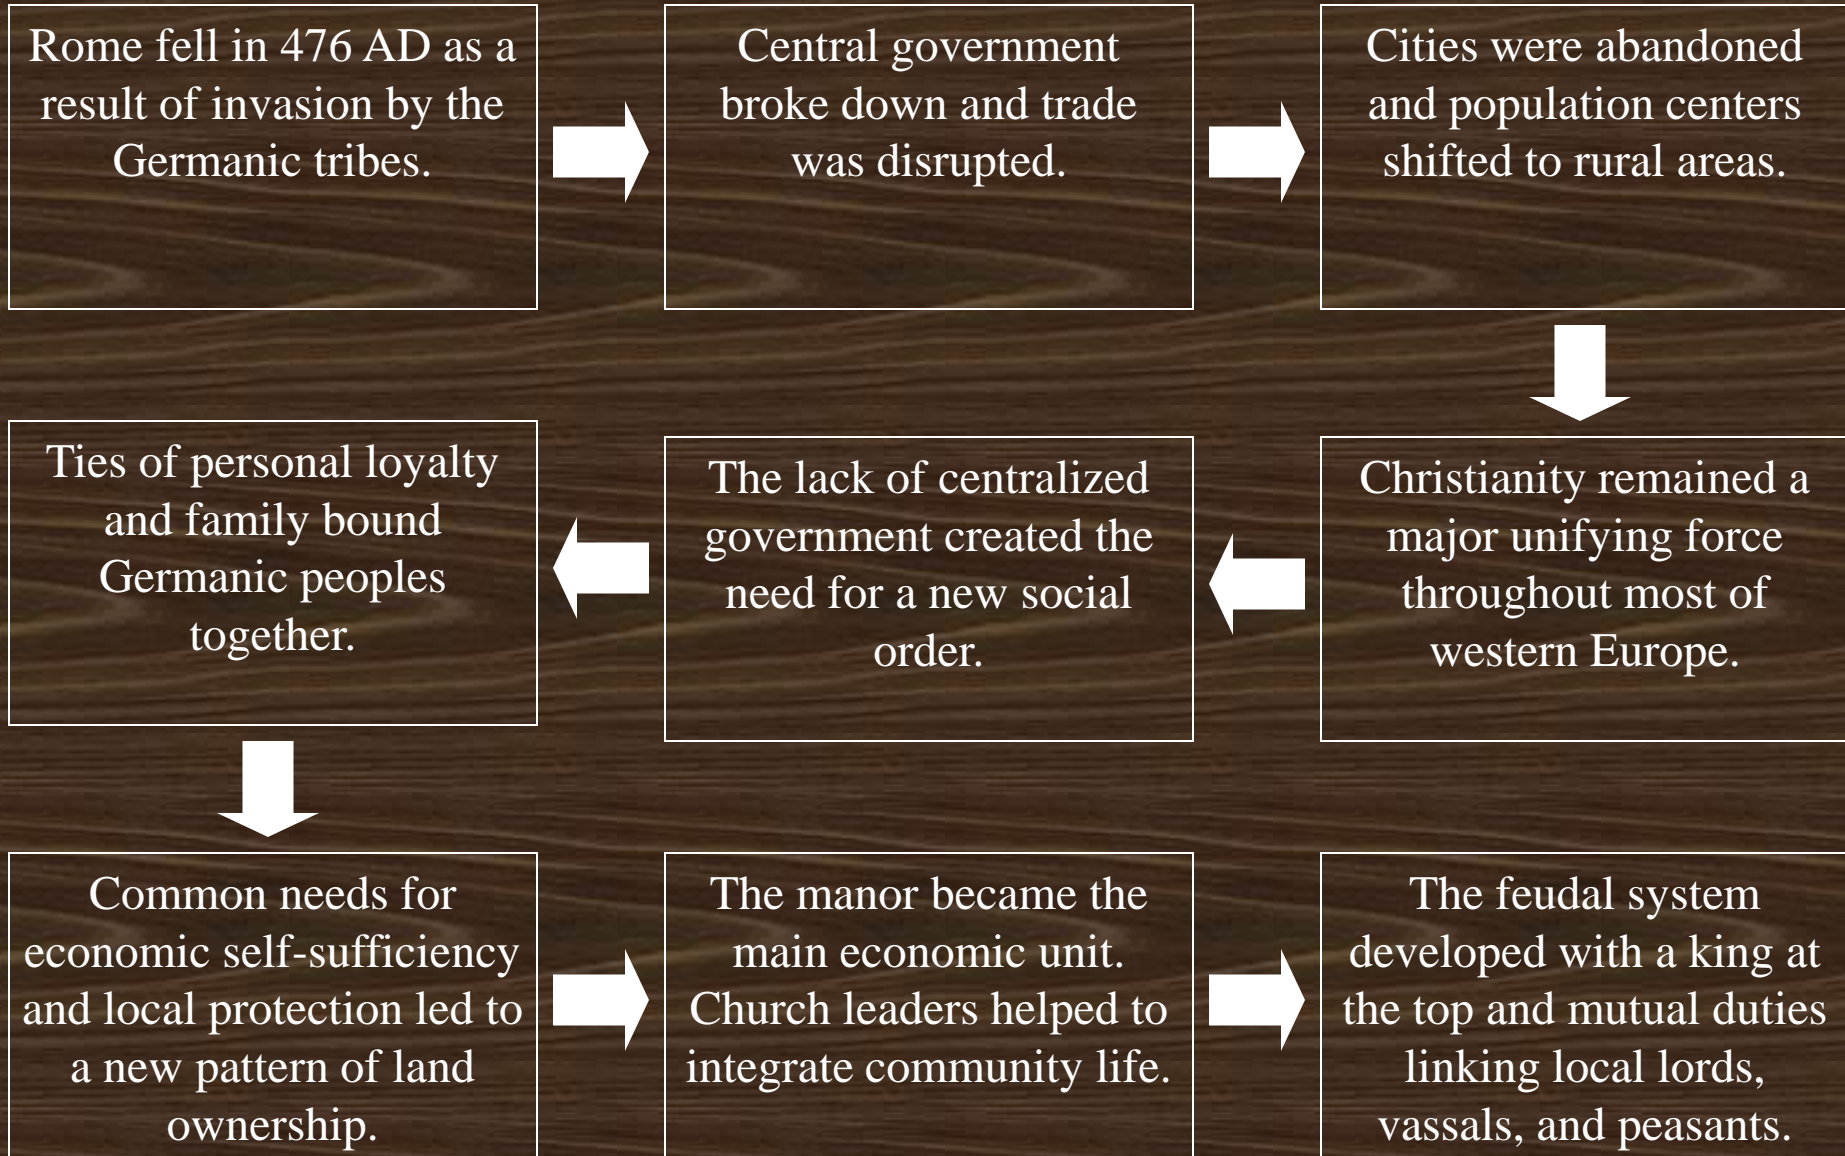 Rome fell in 476 AD as a
result of invasion by the
Germanic tribes.
Central government
broke down and trade
was disrupted.
Cities were abandoned
and population centers
shifted to rural areas.
Christianity remained a
major unifying force
throughout most of
western Europe.
The lack of centralized
government created the
need for a new social
order.
Ties of personal loyalty
and family bound
Germanic peoples
together.
Common needs for
economic self-sufficiency
and local protection led to
a new pattern of land
ownership.
The manor became the
main economic unit.
Church leaders helped to
integrate community life.
The feudal system
developed with a king at
the top and mutual duties
linking local lords,
vassals, and peasants.